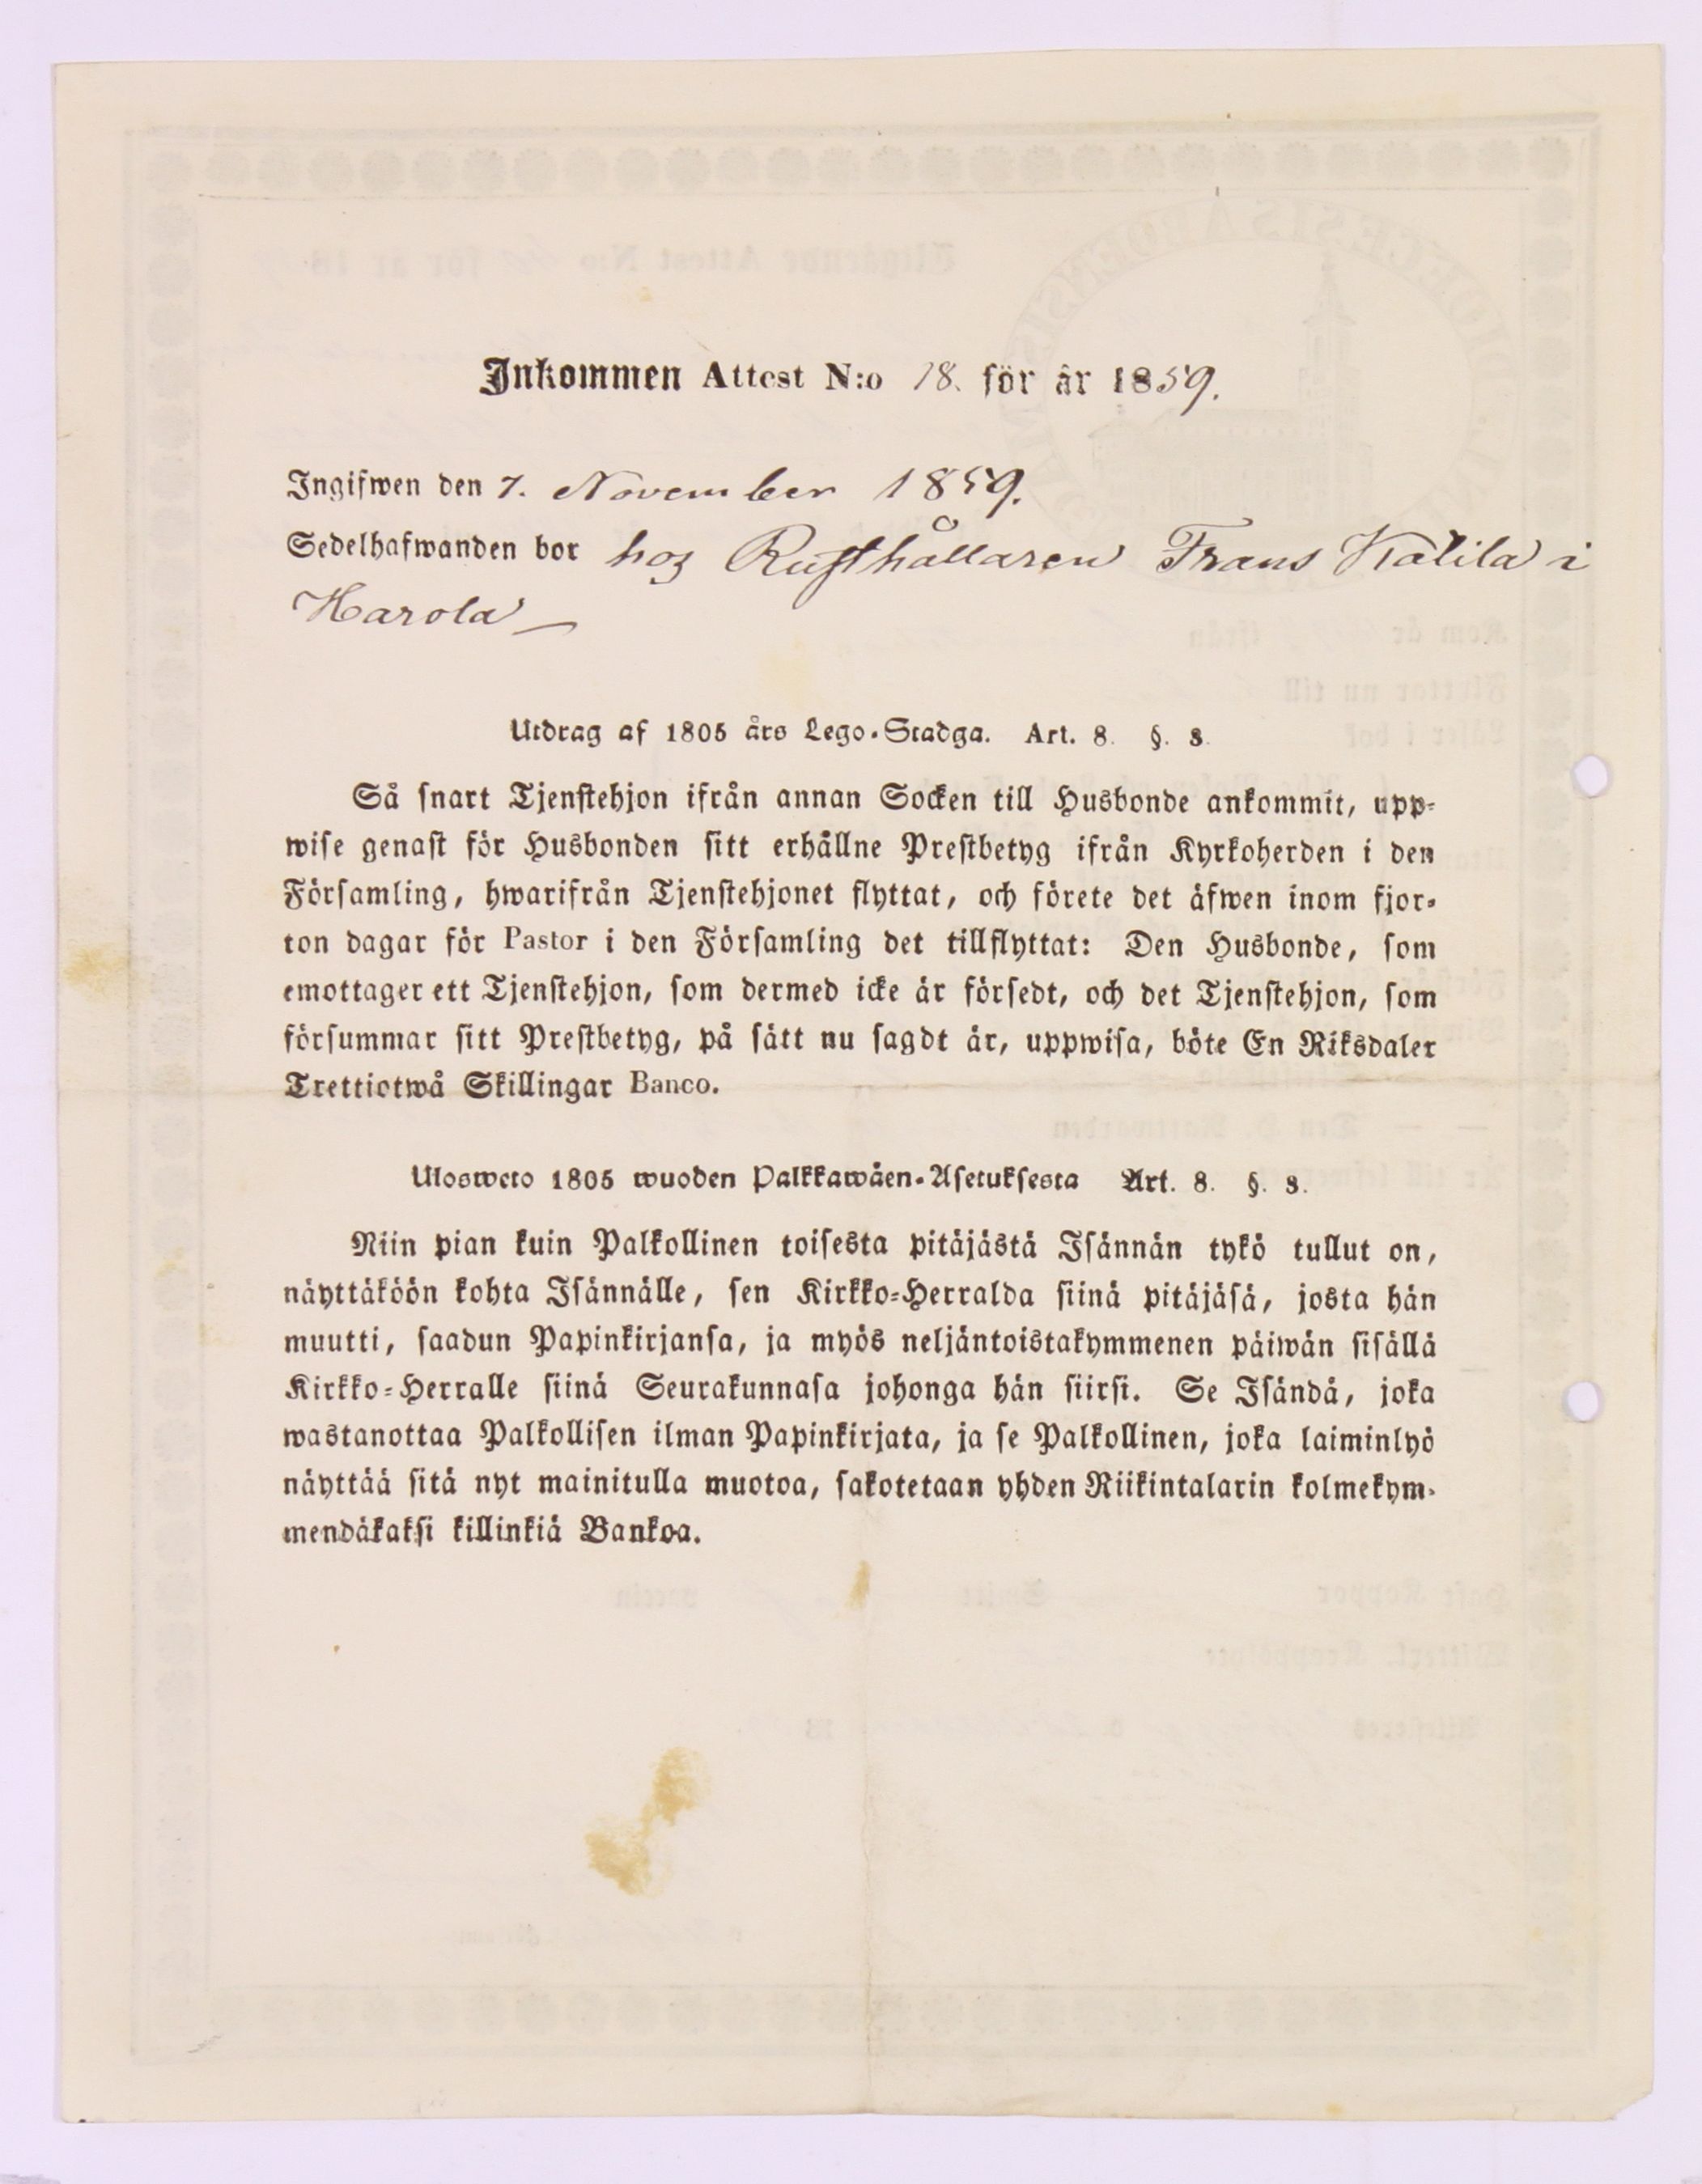 Inkommen Attest N:o 18. för år 1859.
Ingifwen den 7. November 1859.
Sedelhafwanden bor hos Rusthållaren Frans Katila i
Harola
Utdrag af 1805 års Lego-Stadga. Art. 8. §. 8.
Så snart Tjenstehjon ifrån annan Socken till Husbonde ankommit, upp-
wise genast för Husbonden sitt erhållne Prestbetyg ifrån Kyrkoherden i den
Församling, hwarifrån Tjenstehjonet flyttat, och förete det äfwen inom fjor-
ton dagar för Pastor i den Församling det tillflyttat: Den Husbonde, som
emottager ett Tjenstehjon, som dermed icke är försedt, och det Tjenstehjon, som
försummar sitt Prestbetyg, på sätt nu sagdt är, uppwisa, böte En Riksdaler
Trettiotwå Skillingar Banco.
Ulosweto 1805 wuoden Palkkawäen-Asetuksesta Art. 8. §. 8.
Niin pian kuin Palkollinen toisesta pitäjästä Isännän tykö tullut on,
näyttäköön kohta Isännälle, sen Kirkko-Herralda siinä pitäjäsä, josta hän
muutti, saadun Papinkirjansa, ja myös neljäntoistakymmenen päiwän sisällä
Kirkko-Herralle siinä Seurakunnasa johonga hän siirsi. Se Isändä, joka
wastanottaa Palkollisen ilman Papinkirjata, ja se Palkollinen, joka laiminlyö
näyttää sitä nyt mainitulla muotoa, sakotetaan yhden Riikintalarin kolmekym-
mendäkaksi killinkiä Bankoa.